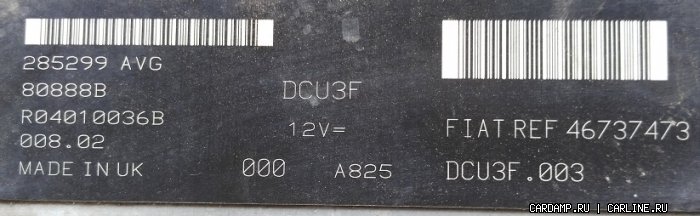 285299 AVG
80888B
R04010036B
008.02
MADE IN UK
000
DCU3F
12V=
A825
FIAT REF 46737473
DCU3F.003
CARDAMP.RU | CARLINE.RU